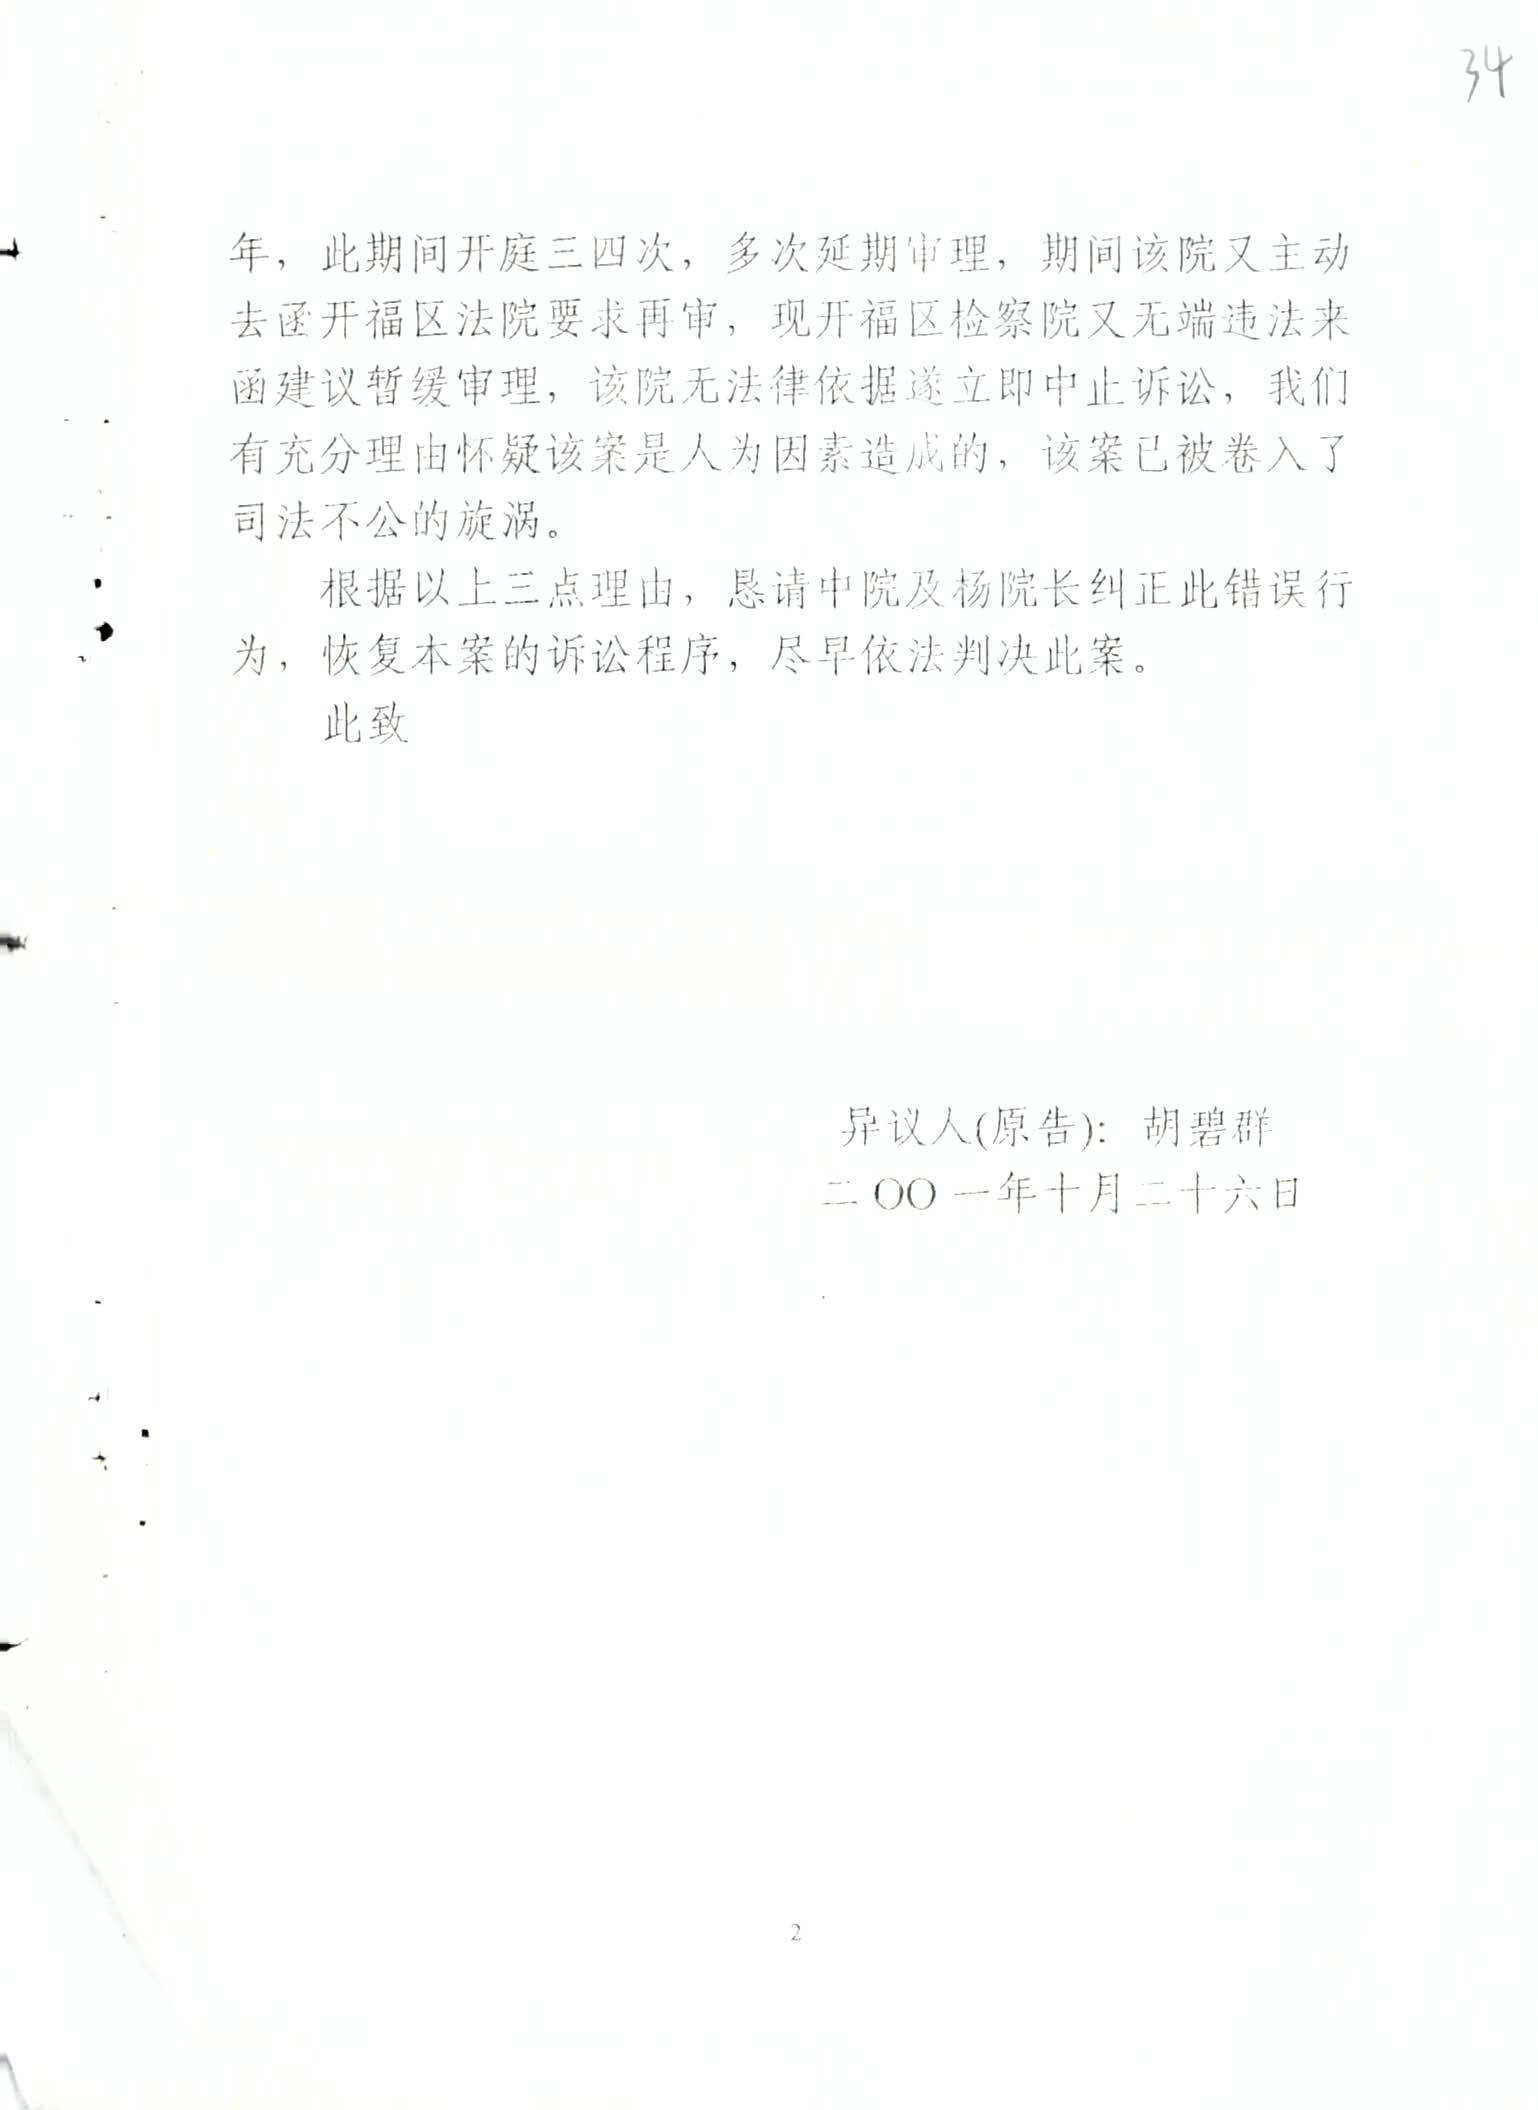 34
年，此期间开庭三四次，多次延期审理，期间该院又主动
去函开福区法院要求再审，现开福区检察院又无端违法来
函建议暂缓审理，该院无法律依据遂立即中止诉讼，我们
有充分理由怀疑该案是人为因素造成的，该案已被卷入了
司法不公的旋涡。
根据以上三点理由，恳请中院及杨院长纠正此错误行
为，恢复本案的诉讼程序，尽早依法判决此案。
此致
异议人(原告)：胡碧群
二OO一年十月二十六日
2